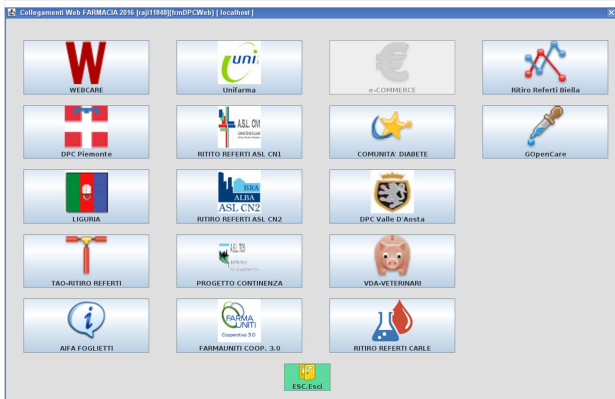 Collegamenti Web FARMACIA 2016 [raji11848](frmDPCWeb) | localhost |
W
WEBCARE
uni
Unifarma
€
e-COMMERCE
Ritiro Referti Biella
DPC Piemonte
A.S.L. CN1
RITITO REFERTI ASL CN1
COMUNITA' DIABETE
GOpenCare
LIGURIA
BRA
ALBA
ASL CN2
RITIRO REFERTI ASL CN2
DPC Valle D'Aosta
T
TAO-RITIRO REFERTI
PROGETTO CONTINENZA
VDA-VETERINARI
i
AIFA FOGLIETTI
FARMA
UNITI
Cooperativa 3.0
FARMAUNITI COOP. 3.0
RITIRO REFERTI CARLE
ESC.Esci